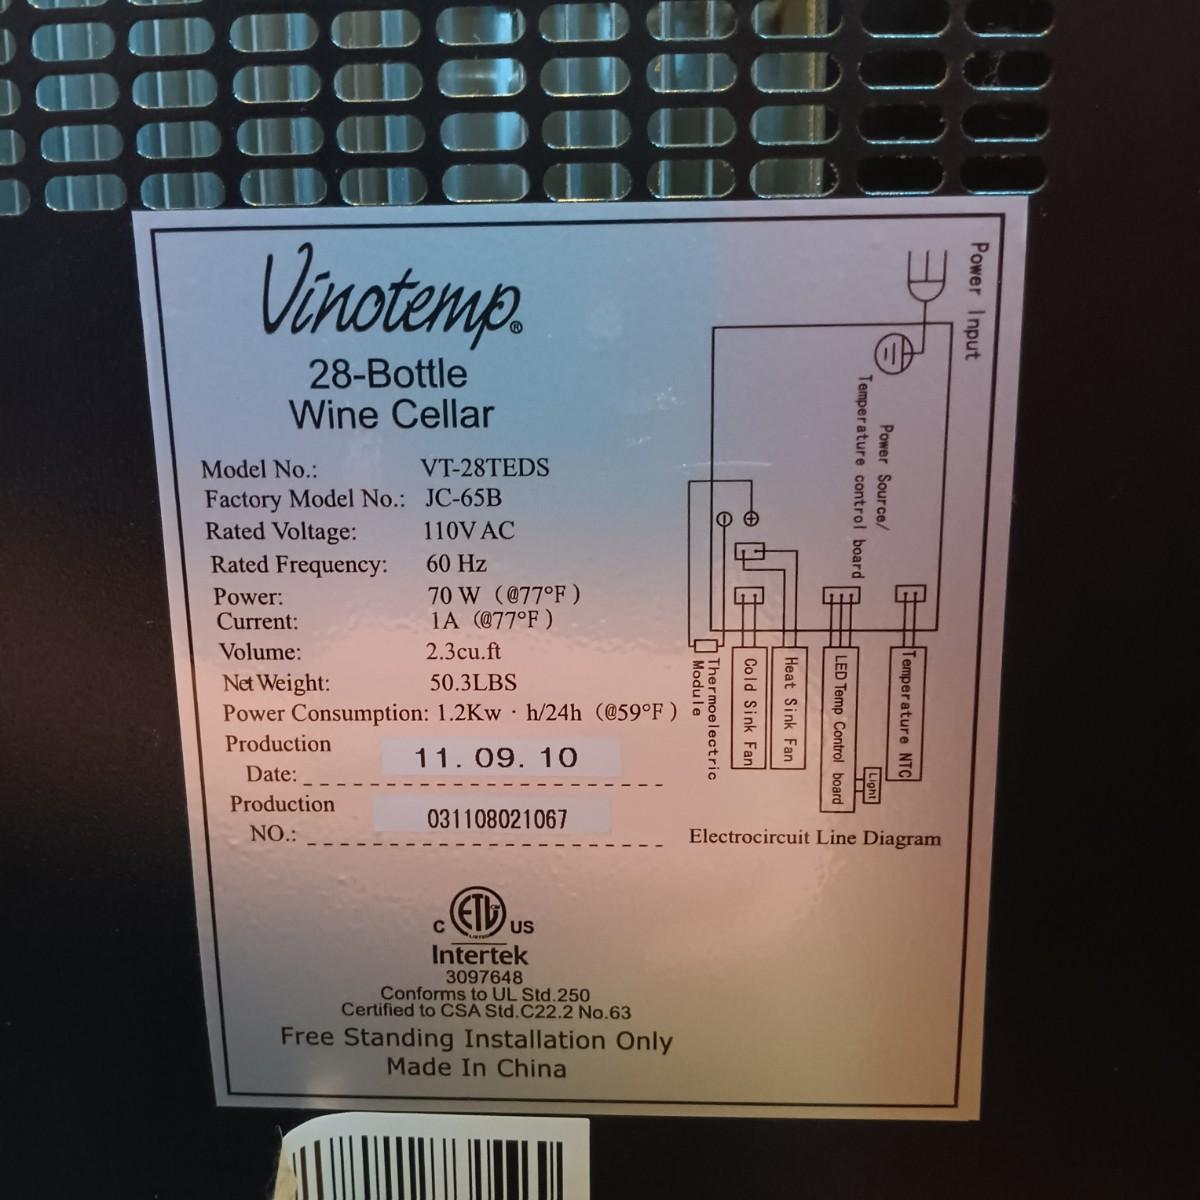 Vinotemp®
28-Bottle
Wine Cellar
Model No.: VT-28TEDS
Factory Model No.: JC-65B
Rated Voltage: 110V AC
Rated Frequency: 60 Hz
Power: 70 W (@77°F)
Current: 1A (@77°F)
Volume: 2.3cu.ft
Net Weight: 50.3LBS
Power Consumption: 1.2Kw · h/24h (@59°F)
Production
Date: 11. 09. 10
Production
NO.: 031108021067
Power Input
Power Source/
Temperature control board
Temperature NTC
Light
LED Temp Control board
Heat Sink Fan
Cold Sink Fan
Thermoelectric
Module
Electrocircuit Line Diagram
C ETL US
LISTED
Intertek
3097648
Conforms to UL Std.250
Certified to CSA Std.C22.2 No.63
Free Standing Installation Only
Made In China